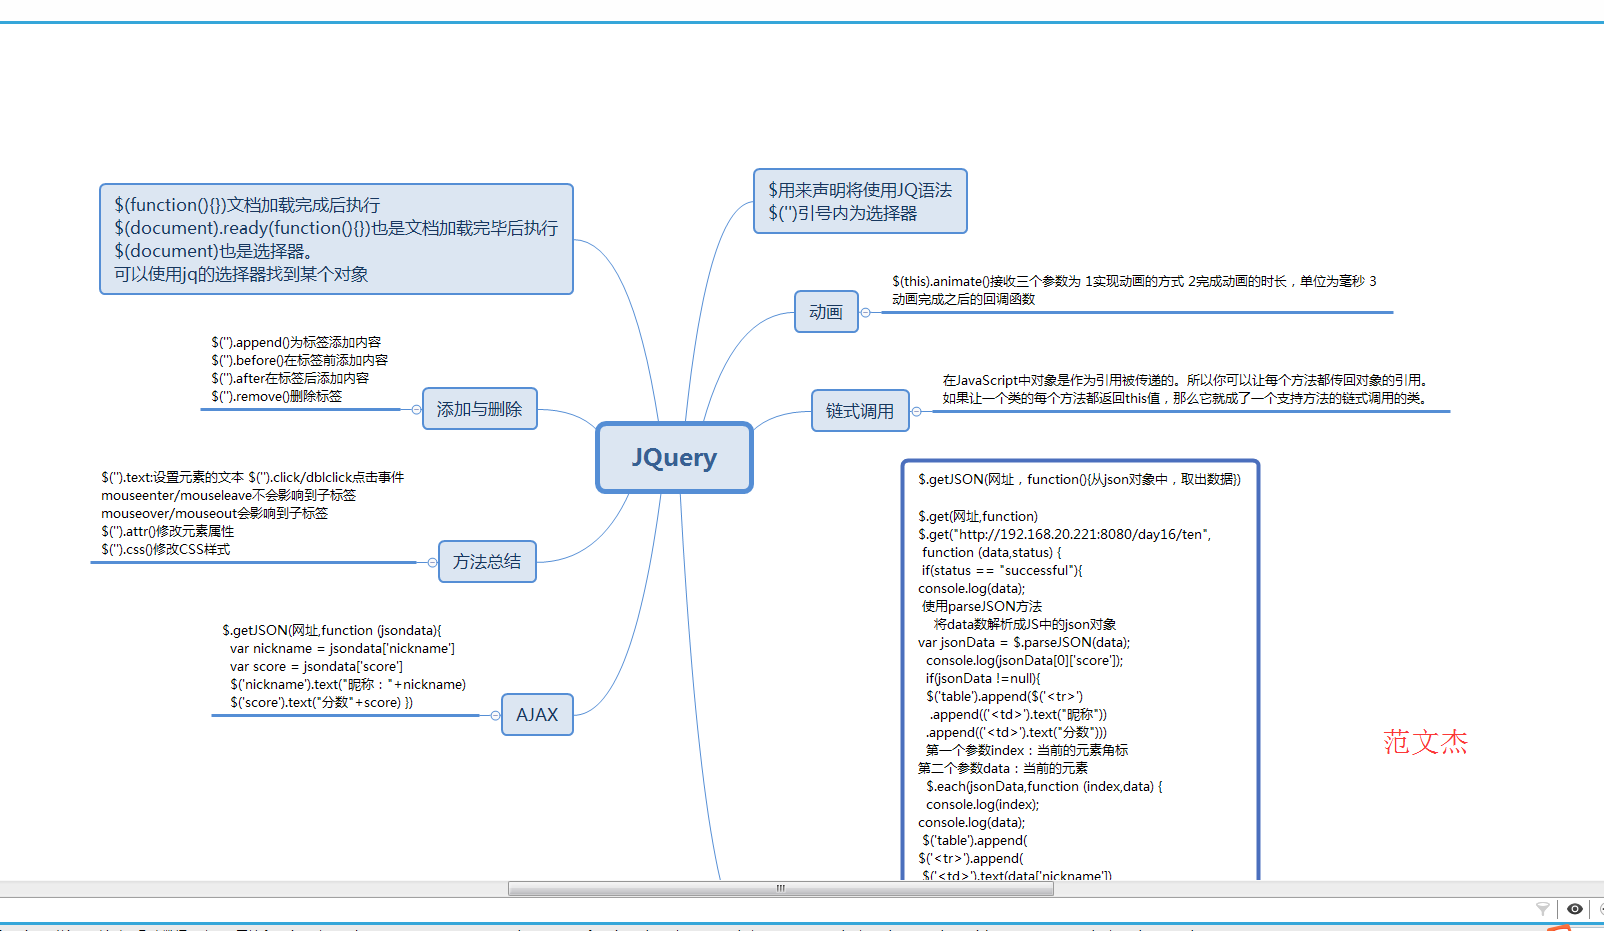 $(function(){})文档加载完成后执行
$(document).ready(function(){})也是文档加载完毕后执行
$(document)也是选择器。
可以使用jq的选择器找到某个对象
$('').append()为标签添加内容
$('').before()在标签前添加内容
$('').after在标签后添加内容
$('').remove()删除标签
添加与删除
$('').text:设置元素的文本 $('').click/dblclick点击事件
mouseenter/mouseleave不会影响到子标签
mouseover/mouseout会影响到子标签
$('').attr()修改元素属性
$('').css()修改CSS样式
方法总结
$.getJSON(网址,function (jsondata){
var nickname = jsondata['nickname']
var score = jsondata['score']
$('nickname').text("昵称："+nickname)
$('score').text("分数"+score) })
AJAX
JQuery
$用来声明将使用JQ语法
$('')引号内为选择器
动画
$(this).animate()接收三个参数为 1实现动画的方式 2完成动画的时长，单位为毫秒 3
动画完成之后的回调函数
链式调用
在JavaScript中对象是作为引用被传递的。所以你可以让每个方法都传回对象的引用。
如果让一个类的每个方法都返回this值，那么它就成了一个支持方法的链式调用的类。
$.getJSON(网址，function(){从json对象中，取出数据})
$.get(网址,function)
$.get("http://192.168.20.221:8080/day16/ten",
function (data,status) {
if(status == "successful"){
console.log(data);
使用parseJSON方法
将data数解析成JS中的json对象
var jsonData = $.parseJSON(data);
console.log(jsonData[0]['score']);
if(jsonData !=null){
$('table').append($('<tr>')
.append(('<td>').text("昵称"))
.append(('<td>').text("分数")))
第一个参数index：当前的元素角标
第二个参数data：当前的元素
$.each(jsonData,function (index,data) {
console.log(index);
console.log(data);
$('table').append(
$('<tr>').append(
$('<td>').text(data['nickname'])
范文杰